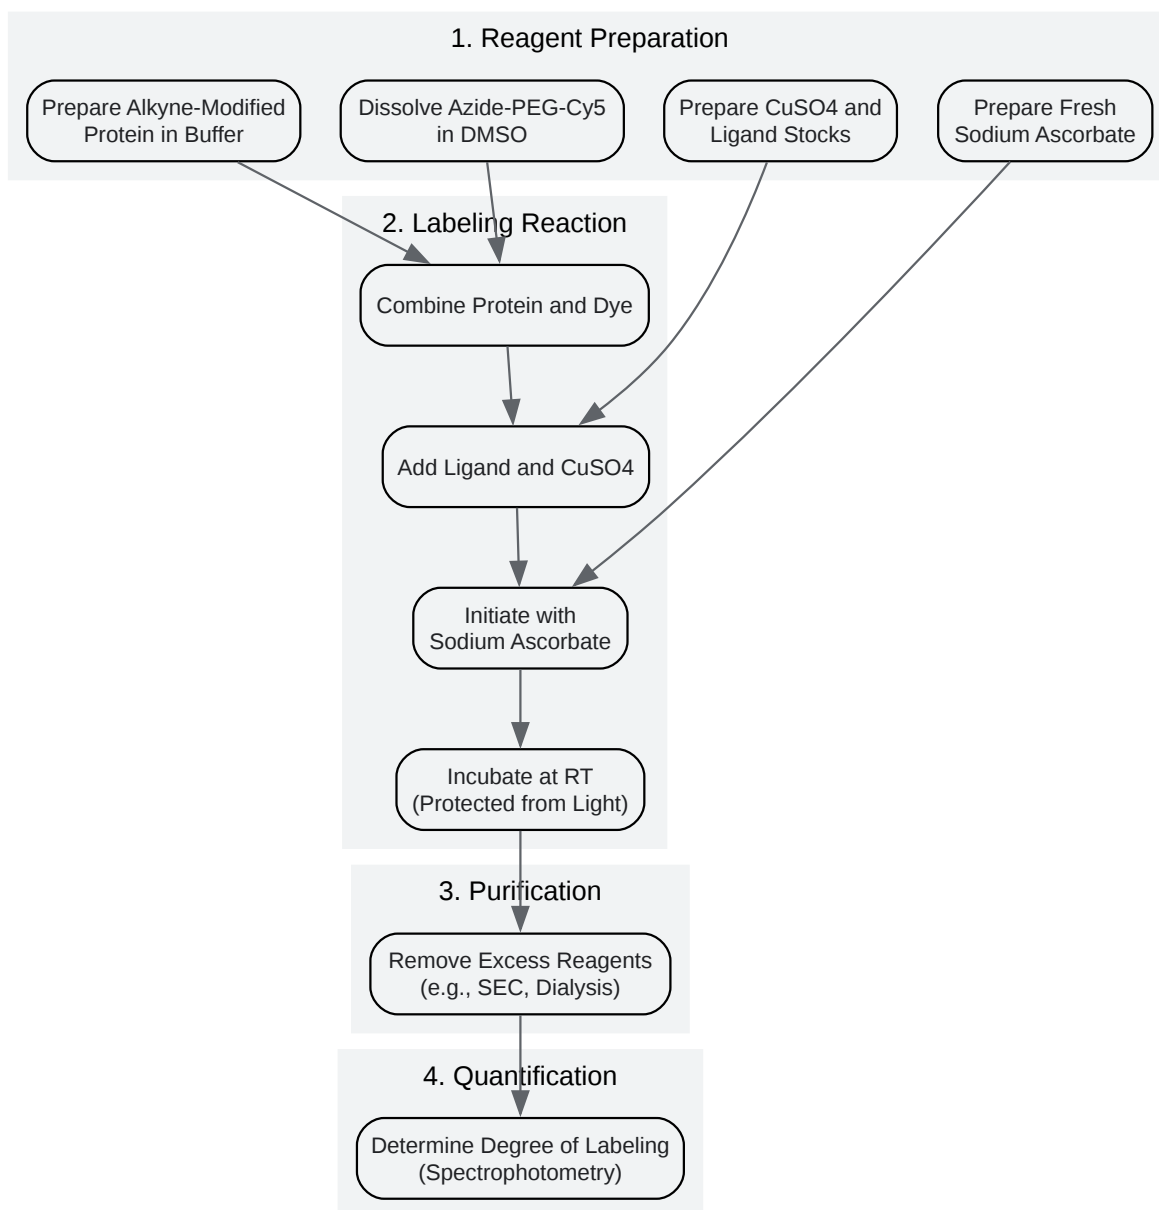 1. Reagent Preparation
Prepare Alkyne-Modified
Protein in Buffer
Dissolve Azide-PEG-Cy5
in DMSO
Prepare CuSO4 and
Ligand Stocks
Prepare Fresh
Sodium Ascorbate
2. Labeling Reaction
Combine Protein and Dye
Add Ligand and CuSO4
Initiate with
Sodium Ascorbate
Incubate at RT
(Protected from Light)
3. Purification
Remove Excess Reagents
(e.g., SEC, Dialysis)
4. Quantification
Determine Degree of Labeling
(Spectrophotometry)